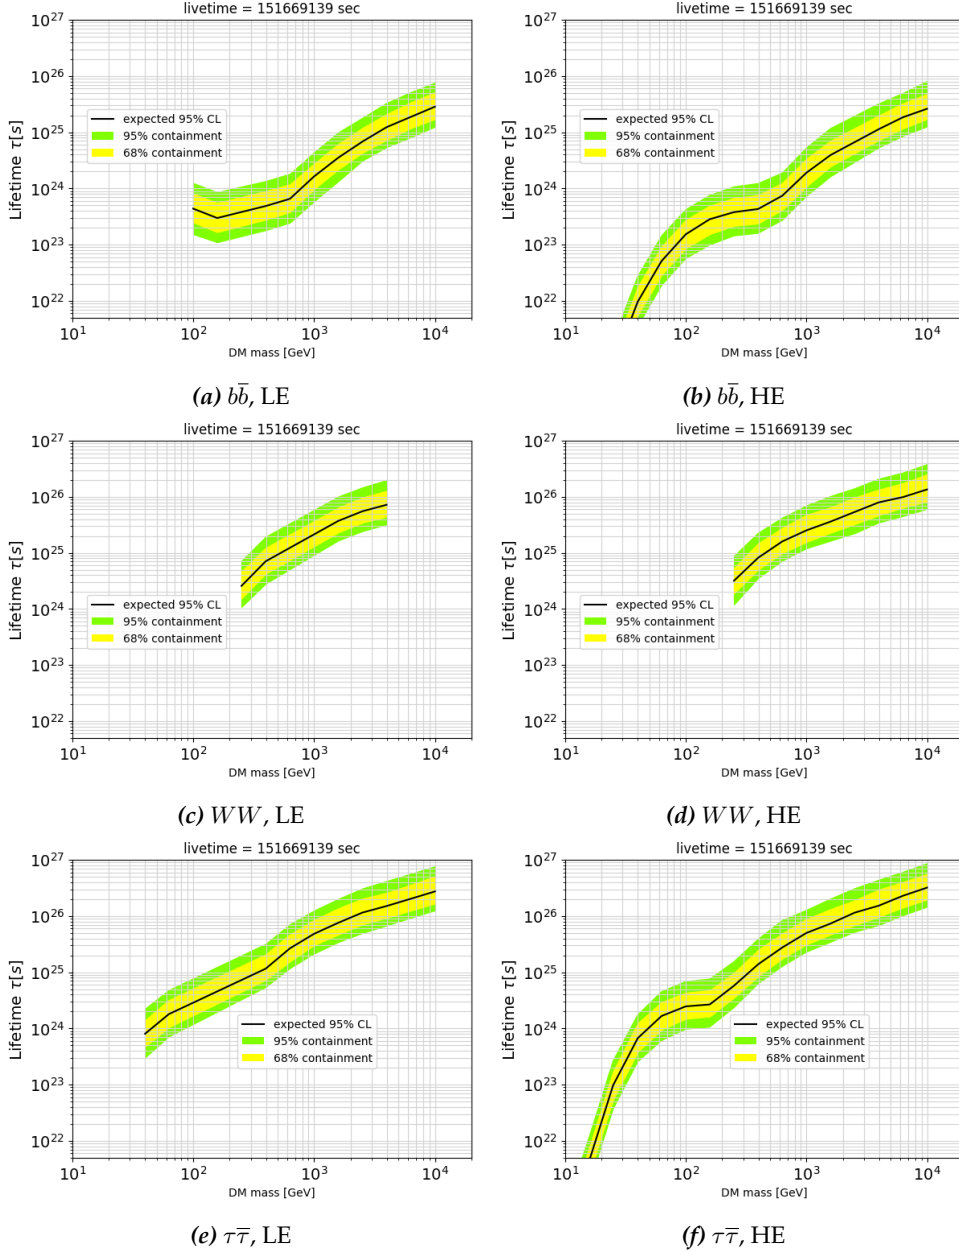 livetime = 151669139 sec
10^27
10^26
10^25
10^24
10^23
10^22
Lifetime τ[s]
expected 95% CL
95% containment
68% containment
10^1 10^2 10^3 10^4
DM mass [GeV]
(a) b\overline{b}, LE
livetime = 151669139 sec
10^27
10^26
10^25
10^24
10^23
10^22
Lifetime τ[s]
expected 95% CL
95% containment
68% containment
10^1 10^2 10^3 10^4
DM mass [GeV]
(b) b\overline{b}, HE
livetime = 151669139 sec
10^27
10^26
10^25
10^24
10^23
10^22
Lifetime τ[s]
expected 95% CL
95% containment
68% containment
10^1 10^2 10^3 10^4
DM mass [GeV]
(c) WW, LE
livetime = 151669139 sec
10^27
10^26
10^25
10^24
10^23
10^22
Lifetime τ[s]
expected 95% CL
95% containment
68% containment
10^1 10^2 10^3 10^4
DM mass [GeV]
(d) WW, HE
livetime = 151669139 sec
10^27
10^26
10^25
10^24
10^23
10^22
Lifetime τ[s]
expected 95% CL
95% containment
68% containment
10^1 10^2 10^3 10^4
DM mass [GeV]
(e) τ\overline{τ}, LE
livetime = 151669139 sec
10^27
10^26
10^25
10^24
10^23
10^22
Lifetime τ[s]
expected 95% CL
95% containment
68% containment
10^1 10^2 10^3 10^4
DM mass [GeV]
(f) τ\overline{τ}, HE